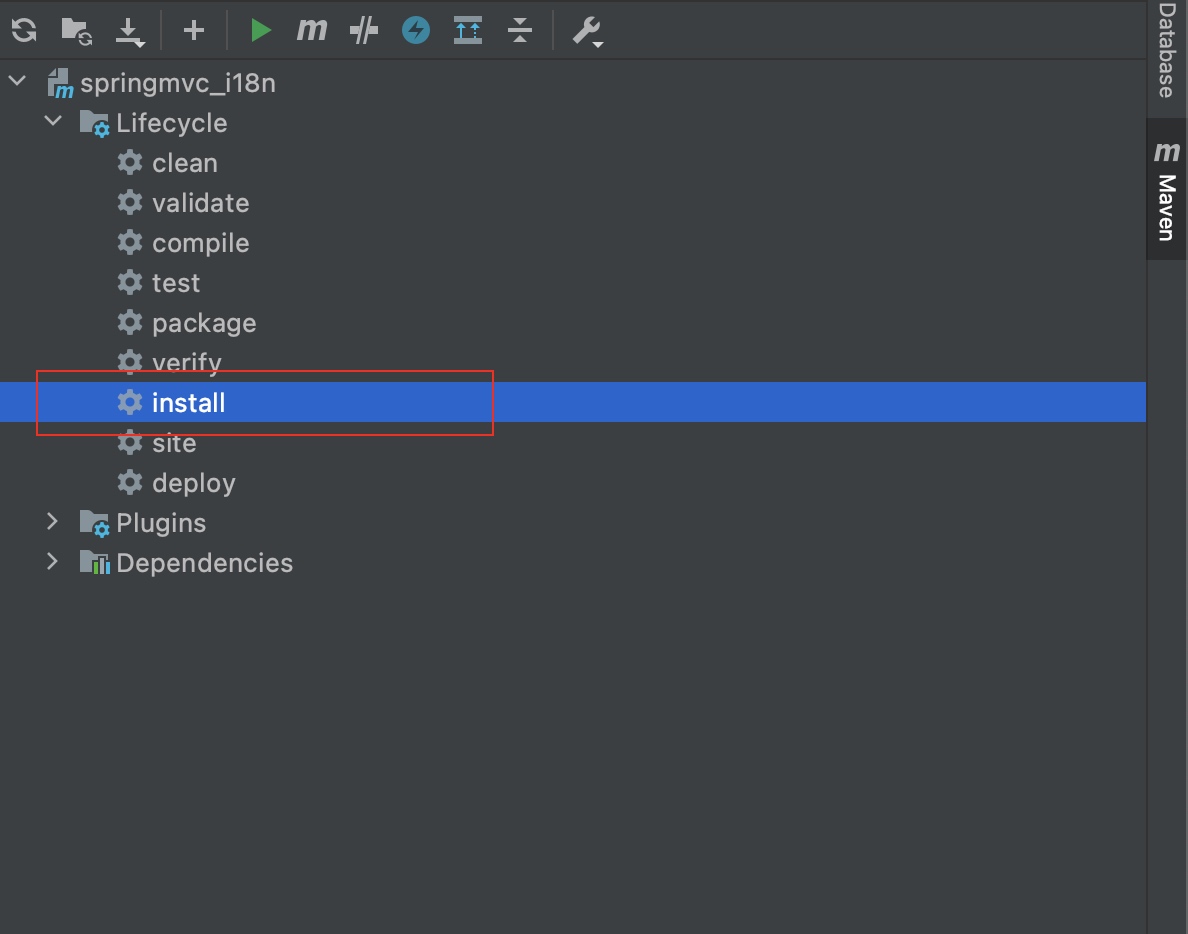 m
springmvc_i18n
Lifecycle
clean
validate
compile
test
package
verify
install
site
deploy
Plugins
Dependencies
Database
m Maven